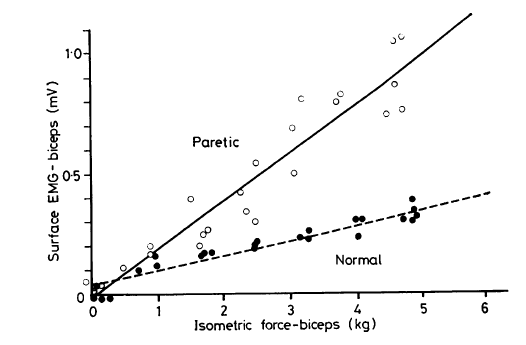 1·0
Paretic
0·5
Normal
0
0 1 2 3 4 5 6
Surface EMG-biceps (mV)
Isometric force-biceps (kg)